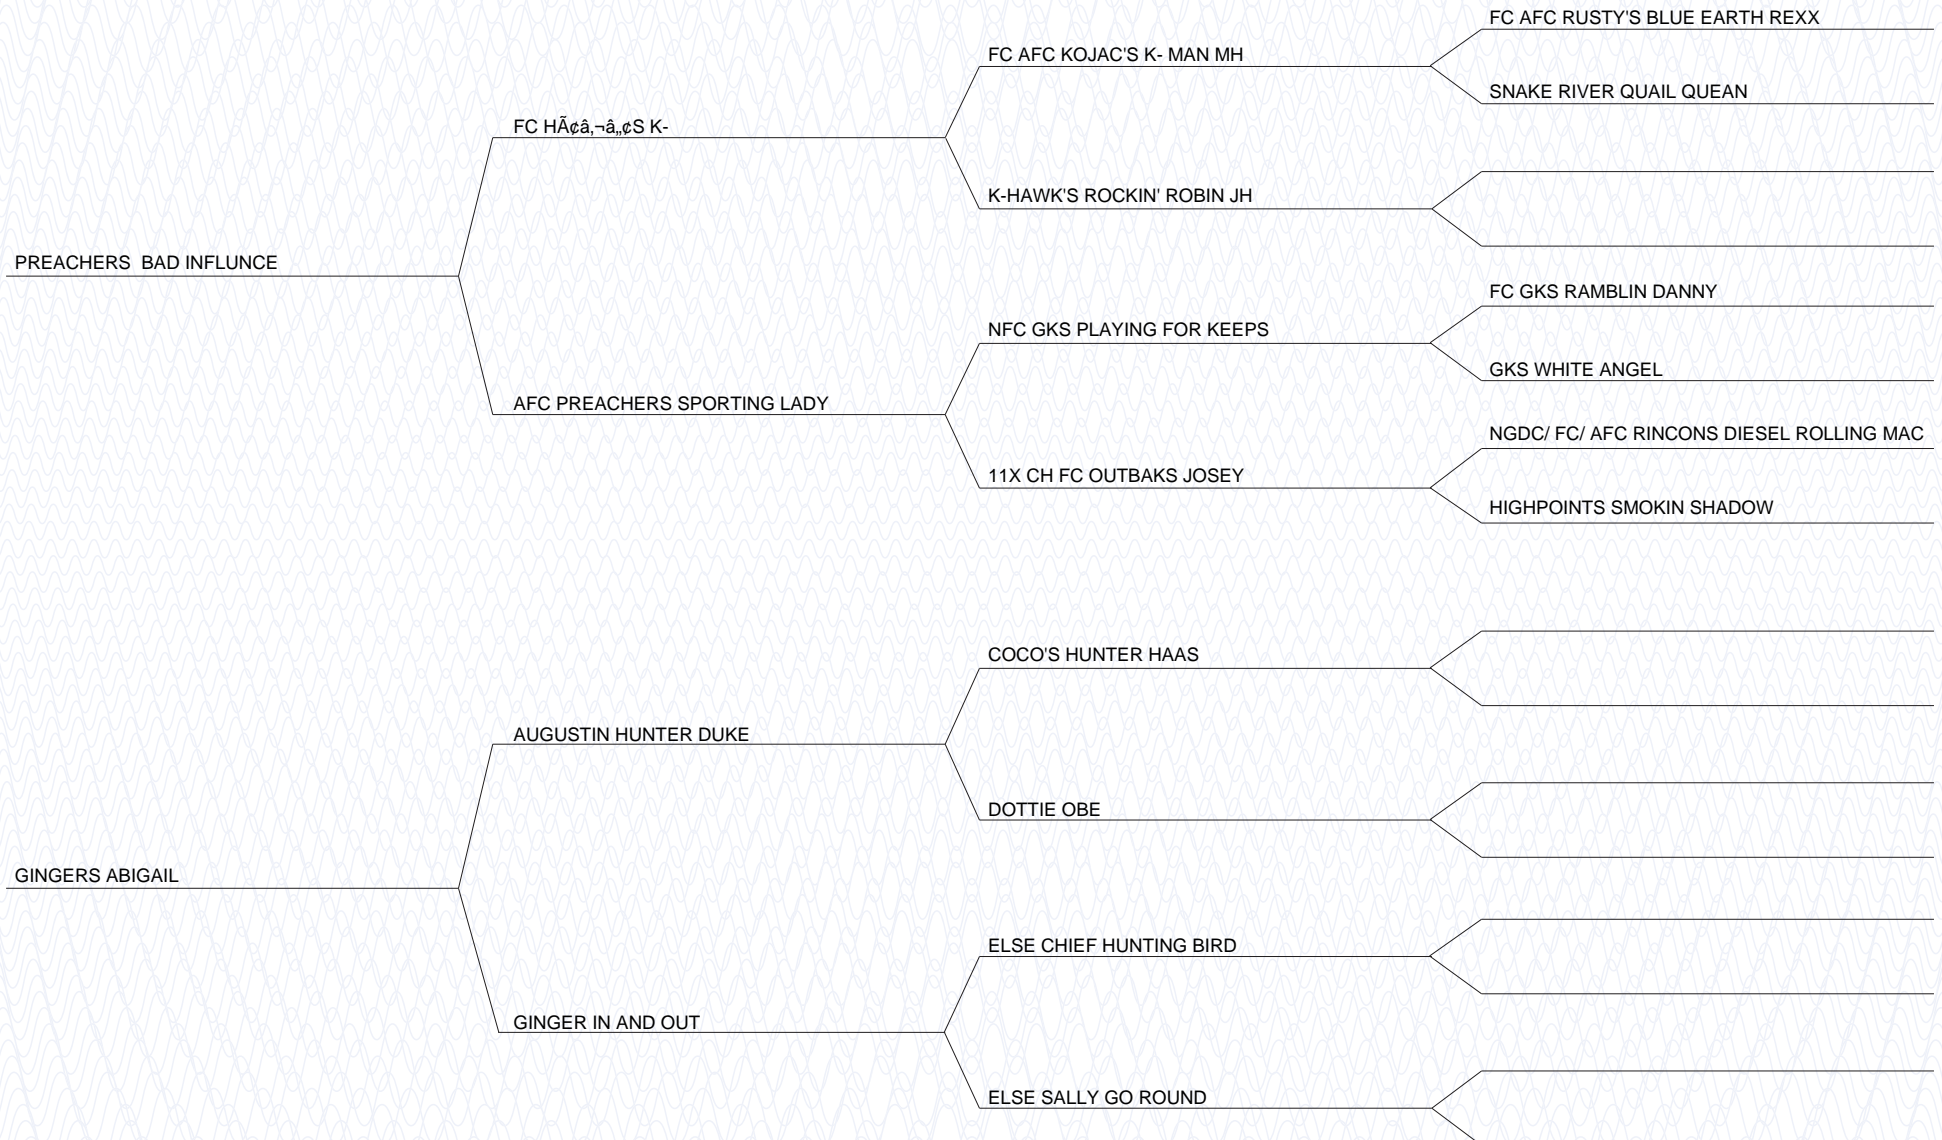 FC AFC RUSTY'S BLUE EARTH REXX
FC AFC KOJAC'S K- MAN MH
SNAKE RIVER QUAIL QUEAN
FC HÃ¢â‚¬â„¢S K-
K-HAWK'S ROCKIN' ROBIN JH
PREACHERS  BAD INFLUNCE
FC GKS RAMBLIN DANNY
NFC GKS PLAYING FOR KEEPS
GKS WHITE ANGEL
AFC PREACHERS SPORTING LADY
NGDC/ FC/ AFC RINCONS DIESEL ROLLING MAC
11X CH FC OUTBAKS JOSEY
HIGHPOINTS SMOKIN SHADOW
COCO'S HUNTER HAAS
AUGUSTIN HUNTER DUKE
DOTTIE OBE
GINGERS ABIGAIL
ELSE CHIEF HUNTING BIRD
GINGER IN AND OUT
ELSE SALLY GO ROUND